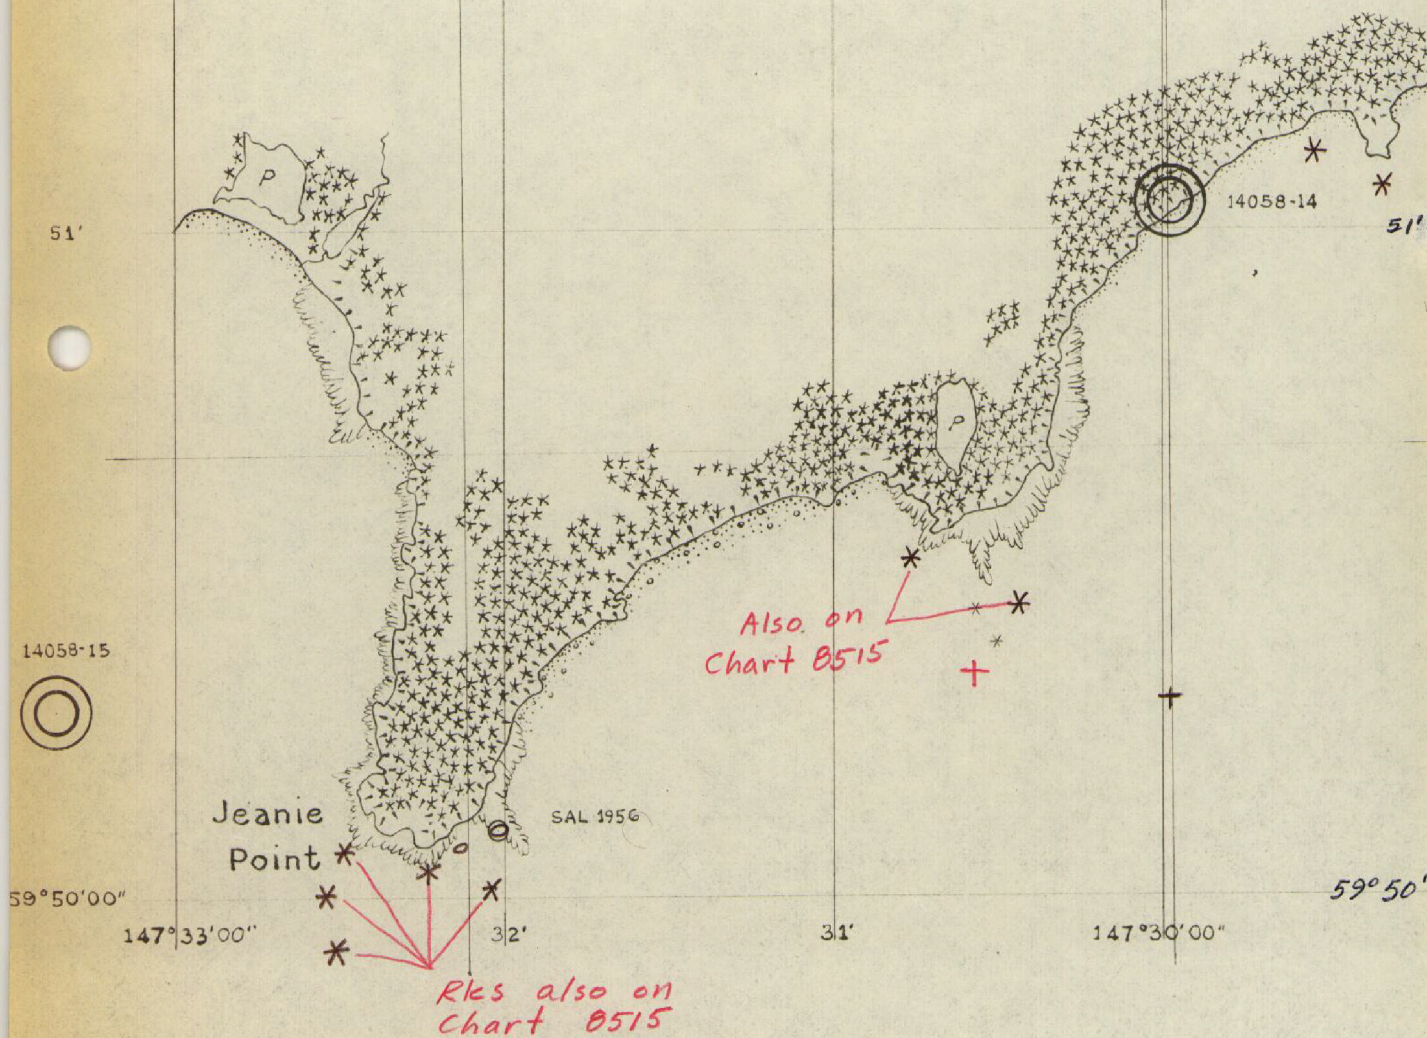 P
14058-14
51'
51'
P
Also on
Chart 8515
14058-15
Jeanie
Point
SAL 1956
59°50'00"
59°50'
147°33'00"
32'
31'
147°30'00"
Rks also on
Chart 8515